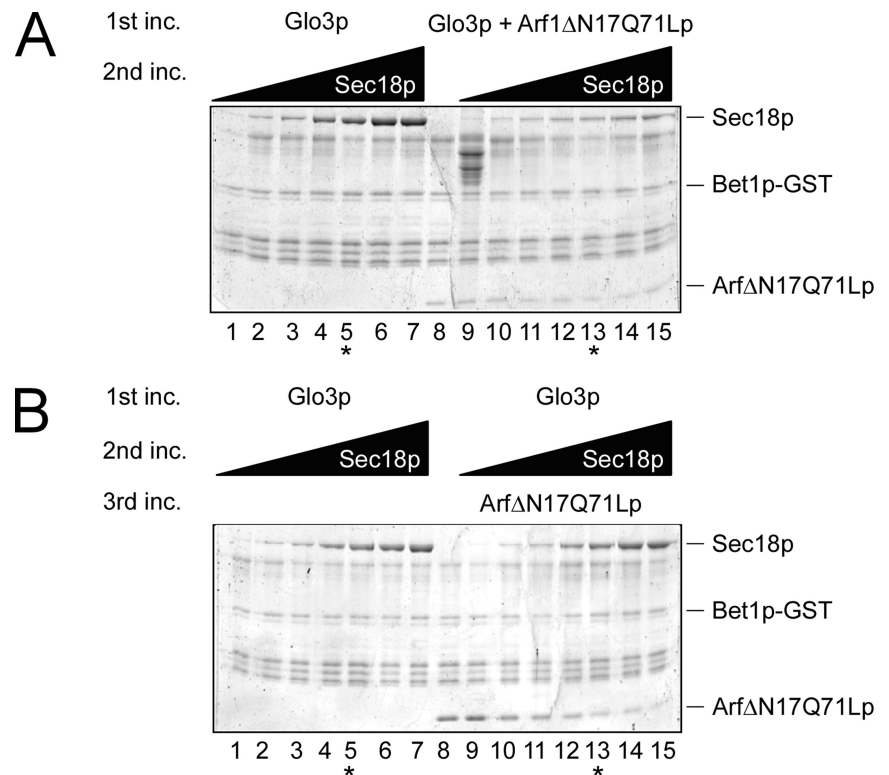 A
1st inc. Glo3p Glo3p + Arf1ΔN17Q71Lp
2nd inc. Sec18p Sec18p
Sec18p
Bet1p-GST
ArfΔN17Q71Lp
1 2 3 4 5 6 7 8 9 10 11 12 13 14 15
* *
B
1st inc. Glo3p Glo3p
2nd inc. Sec18p Sec18p
3rd inc. ArfΔN17Q71Lp
Sec18p
Bet1p-GST
ArfΔN17Q71Lp
1 2 3 4 5 6 7 8 9 10 11 12 13 14 15
* *